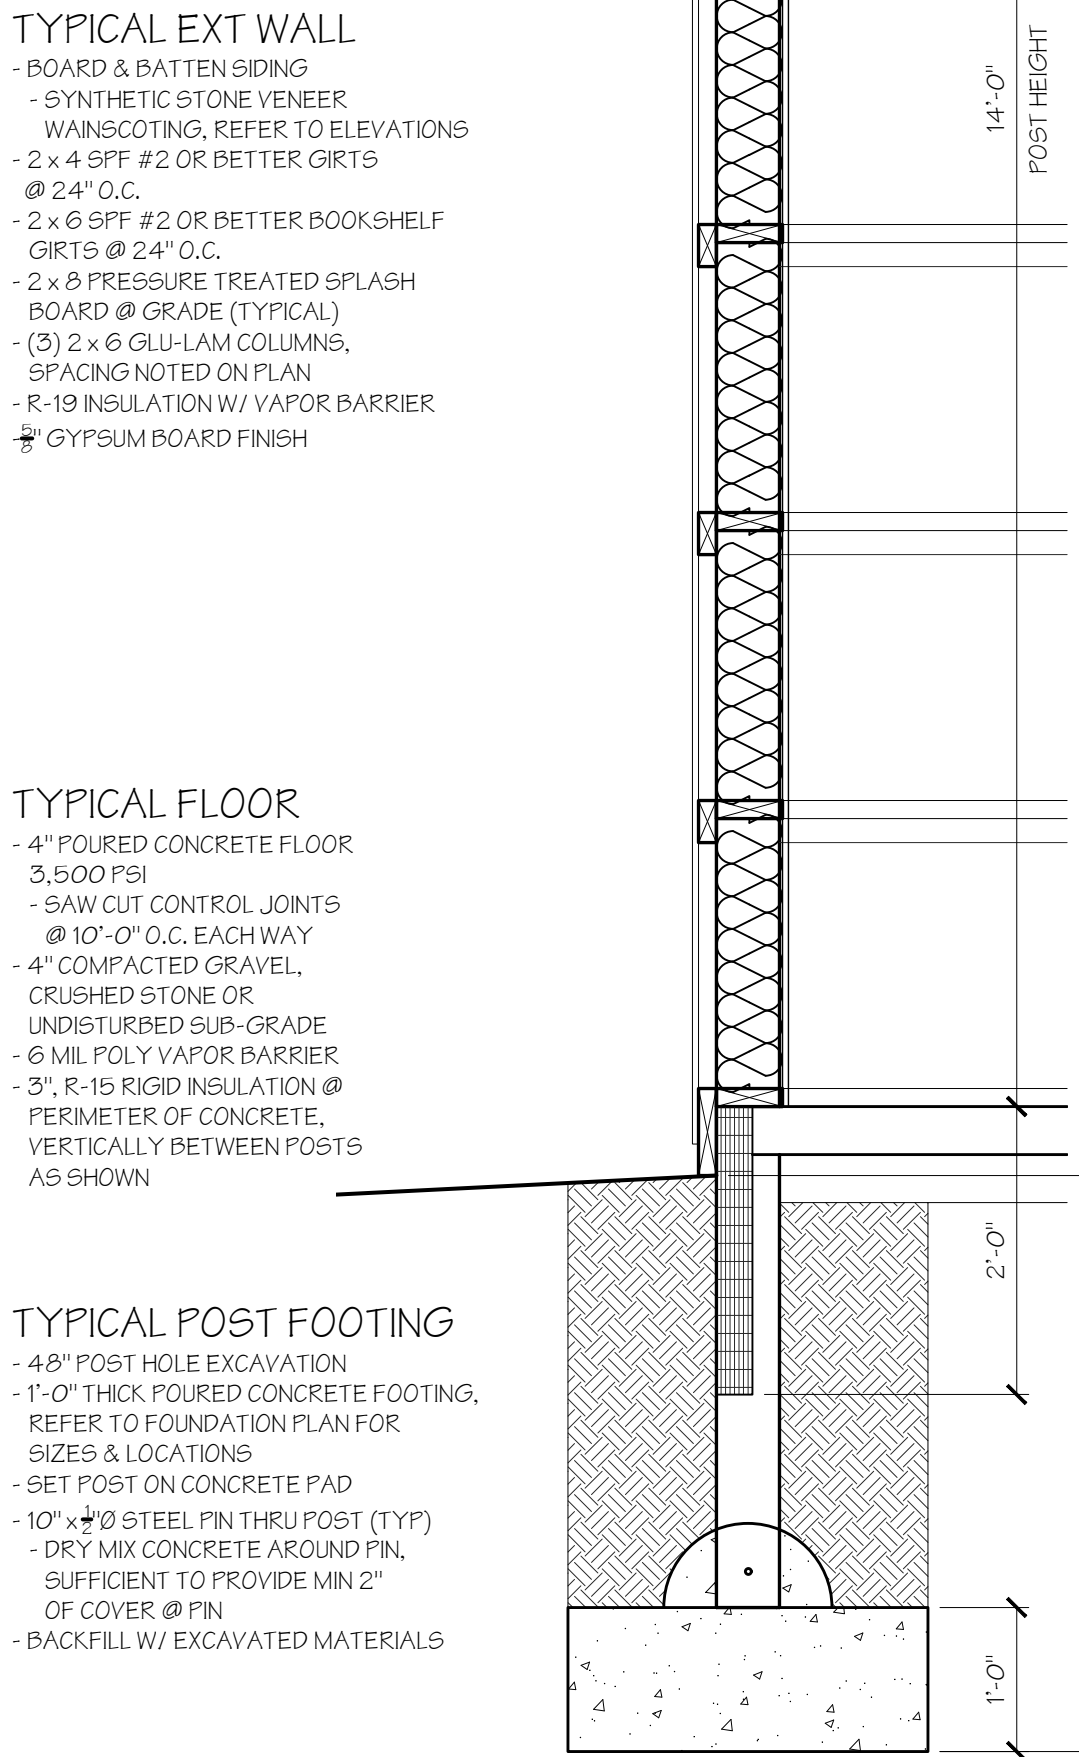 TYPICAL EXT WALL
- BOARD & BATTEN SIDING
- SYNTHETIC STONE VENEER
WAINSCOTING, REFER TO ELEVATIONS
- 2 x 4 SPF #2 OR BETTER GIRTS
@ 24" O.C.
- 2 x 6 SPF #2 OR BETTER BOOKSHELF
GIRTS @ 24" O.C.
- 2 x 8 PRESSURE TREATED SPLASH
BOARD @ GRADE (TYPICAL)
- (3) 2 x 6 GLU-LAM COLUMNS,
SPACING NOTED ON PLAN
- R-19 INSULATION W/ VAPOR BARRIER
- 5/8" GYPSUM BOARD FINISH
14'-0"
POST HEIGHT
TYPICAL FLOOR
- 4" POURED CONCRETE FLOOR
3,500 PSI
- SAW CUT CONTROL JOINTS
@ 10'-0" O.C. EACH WAY
- 4" COMPACTED GRAVEL,
CRUSHED STONE OR
UNDISTURBED SUB-GRADE
- 6 MIL POLY VAPOR BARRIER
- 3", R-15 RIGID INSULATION @
PERIMETER OF CONCRETE,
VERTICALLY BETWEEN POSTS
AS SHOWN
2'-0"
TYPICAL POST FOOTING
- 48" POST HOLE EXCAVATION
- 1'-0" THICK POURED CONCRETE FOOTING,
REFER TO FOUNDATION PLAN FOR
SIZES & LOCATIONS
- SET POST ON CONCRETE PAD
- 10" x 1/2"Ø STEEL PIN THRU POST (TYP)
- DRY MIX CONCRETE AROUND PIN,
SUFFICIENT TO PROVIDE MIN 2"
OF COVER @ PIN
- BACKFILL W/ EXCAVATED MATERIALS
1'-0"